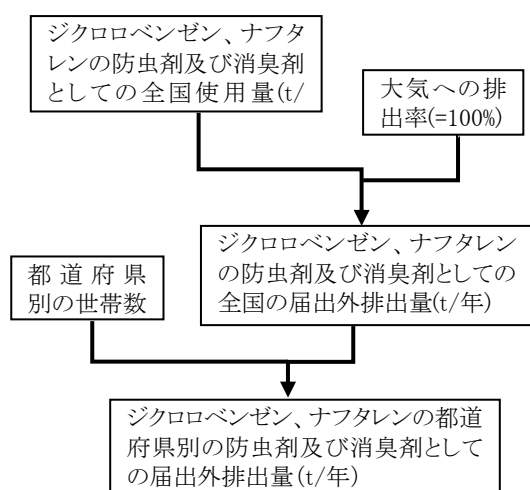 ジクロロベンゼン、ナフタ
レンの防虫剤及び消臭剤
としての全国使用量(t/
大気への排
出率(=100%)
ジクロロベンゼン、ナフタレン
の防虫剤及び消臭剤としての
全国の届出外排出量(t/年)
都道府県
別の世帯数
ジクロロベンゼン、ナフタレンの都道
府県別の防虫剤及び消臭剤として
の届出外排出量(t/年)